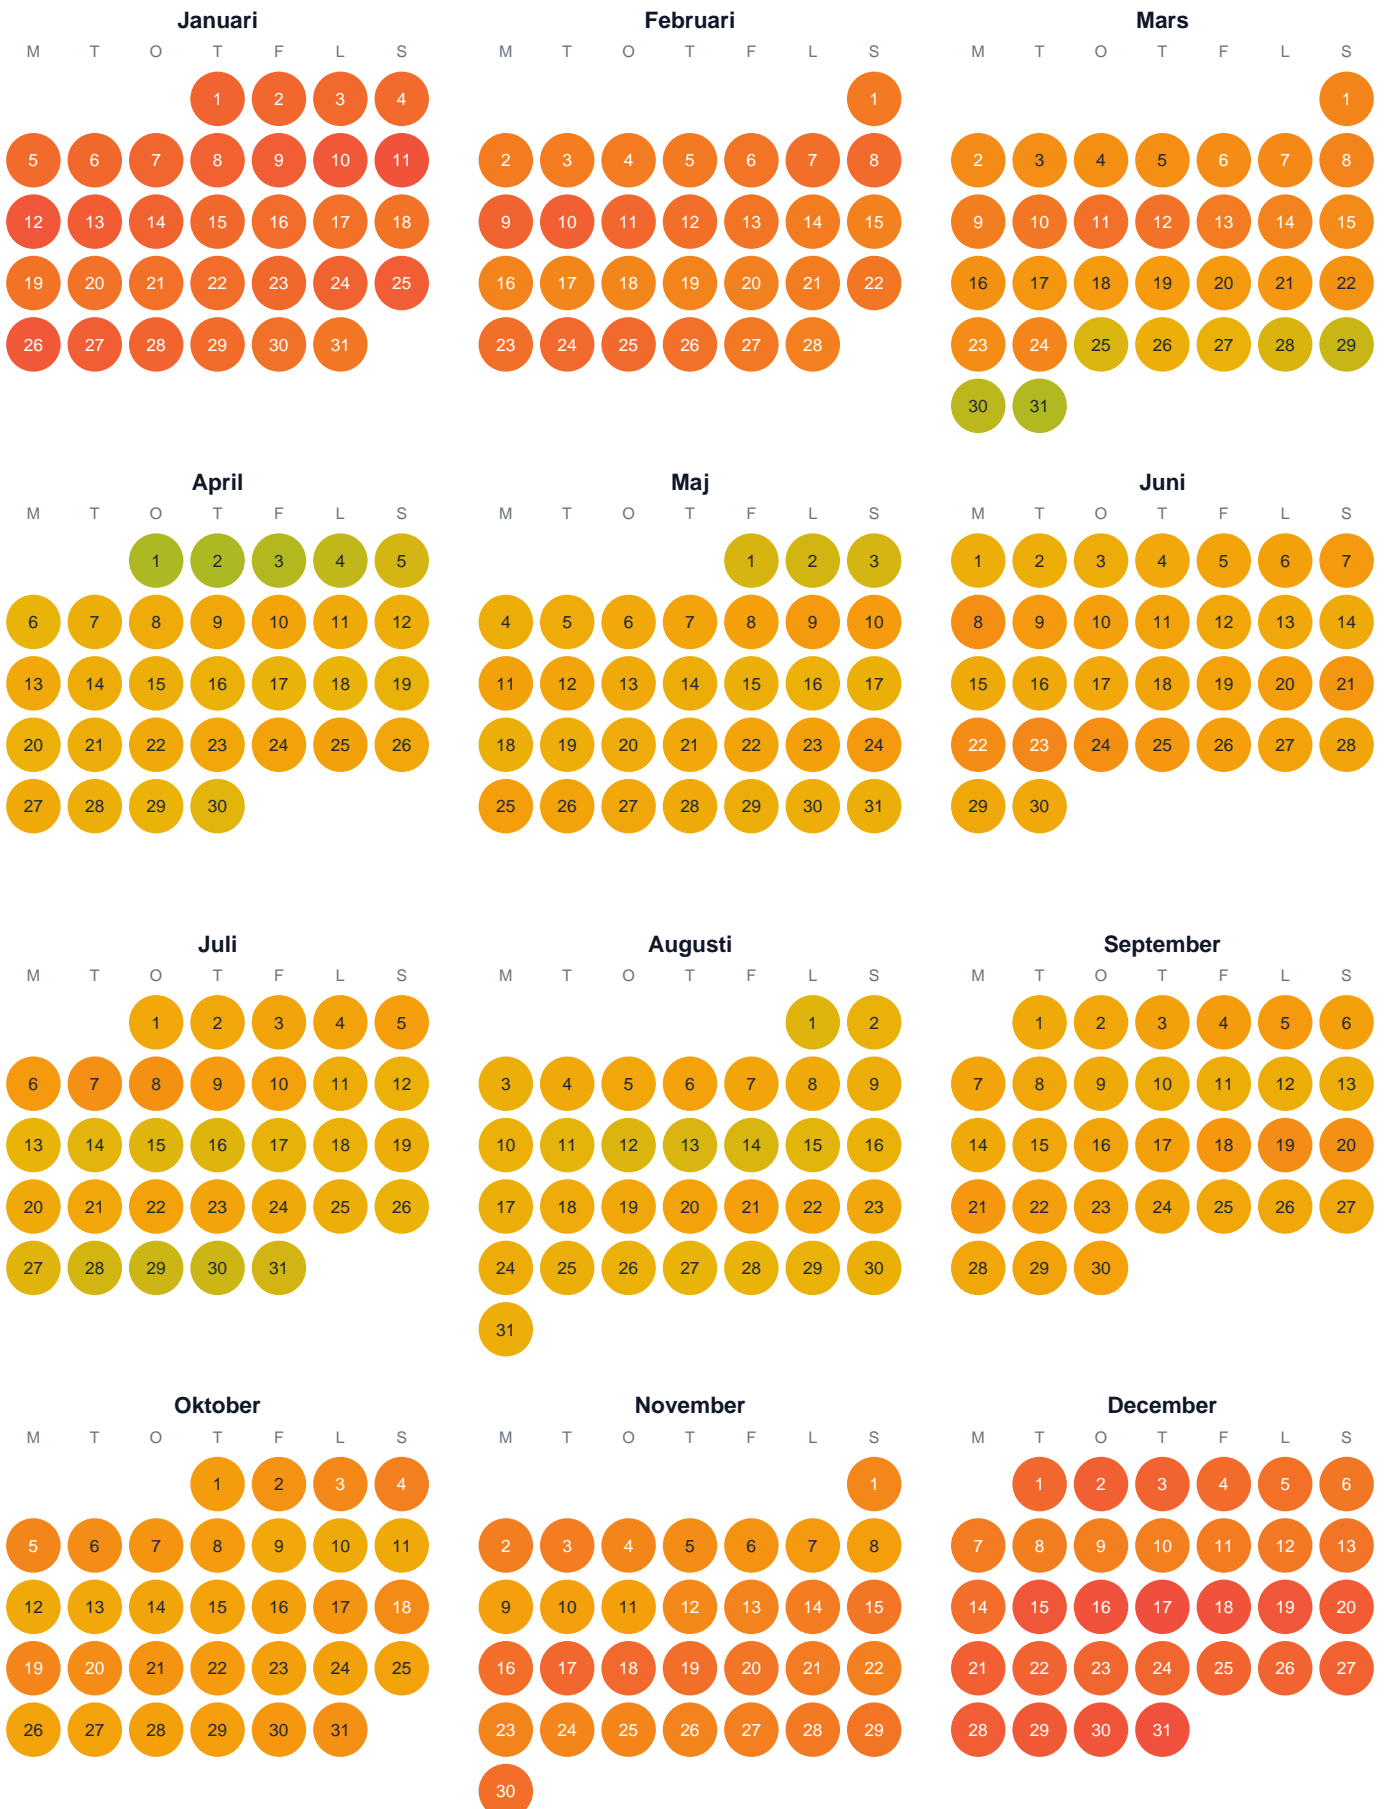 Januari Februari Mars
M T O T F L S M T O T F L S M T O T F L S
1 2 3 4 1 1
5 6 7 8 9 10 11 2 3 4 5 6 7 8 2 3 4 5 6 7 8
12 13 14 15 16 17 18 9 10 11 12 13 14 15 9 10 11 12 13 14 15
19 20 21 22 23 24 25 16 17 18 19 20 21 22 16 17 18 19 20 21 22
26 27 28 29 30 31 23 24 25 26 27 28 23 24 25 26 27 28 29
30 31
April Maj Juni
M T O T F L S M T O T F L S M T O T F L S
1 2 3 4 5 1 2 3 1 2 3 4 5 6 7
6 7 8 9 10 11 12 4 5 6 7 8 9 10 8 9 10 11 12 13 14
13 14 15 16 17 18 19 11 12 13 14 15 16 17 15 16 17 18 19 20 21
20 21 22 23 24 25 26 18 19 20 21 22 23 24 22 23 24 25 26 27 28
27 28 29 30 25 26 27 28 29 30 31 29 30
Juli Augusti September
M T O T F L S M T O T F L S M T O T F L S
1 2 3 4 5 1 2 1 2 3 4 5 6
6 7 8 9 10 11 12 3 4 5 6 7 8 9 7 8 9 10 11 12 13
13 14 15 16 17 18 19 10 11 12 13 14 15 16 14 15 16 17 18 19 20
20 21 22 23 24 25 26 17 18 19 20 21 22 23 21 22 23 24 25 26 27
27 28 29 30 31 24 25 26 27 28 29 30 28 29 30
31
Oktober November December
M T O T F L S M T O T F L S M T O T F L S
1 2 3 4 1 1 2 3 4 5 6
5 6 7 8 9 10 11 2 3 4 5 6 7 8 7 8 9 10 11 12 13
12 13 14 15 16 17 18 9 10 11 12 13 14 15 14 15 16 17 18 19 20
19 20 21 22 23 24 25 16 17 18 19 20 21 22 21 22 23 24 25 26 27
26 27 28 29 30 31 23 24 25 26 27 28 29 28 29 30 31
30